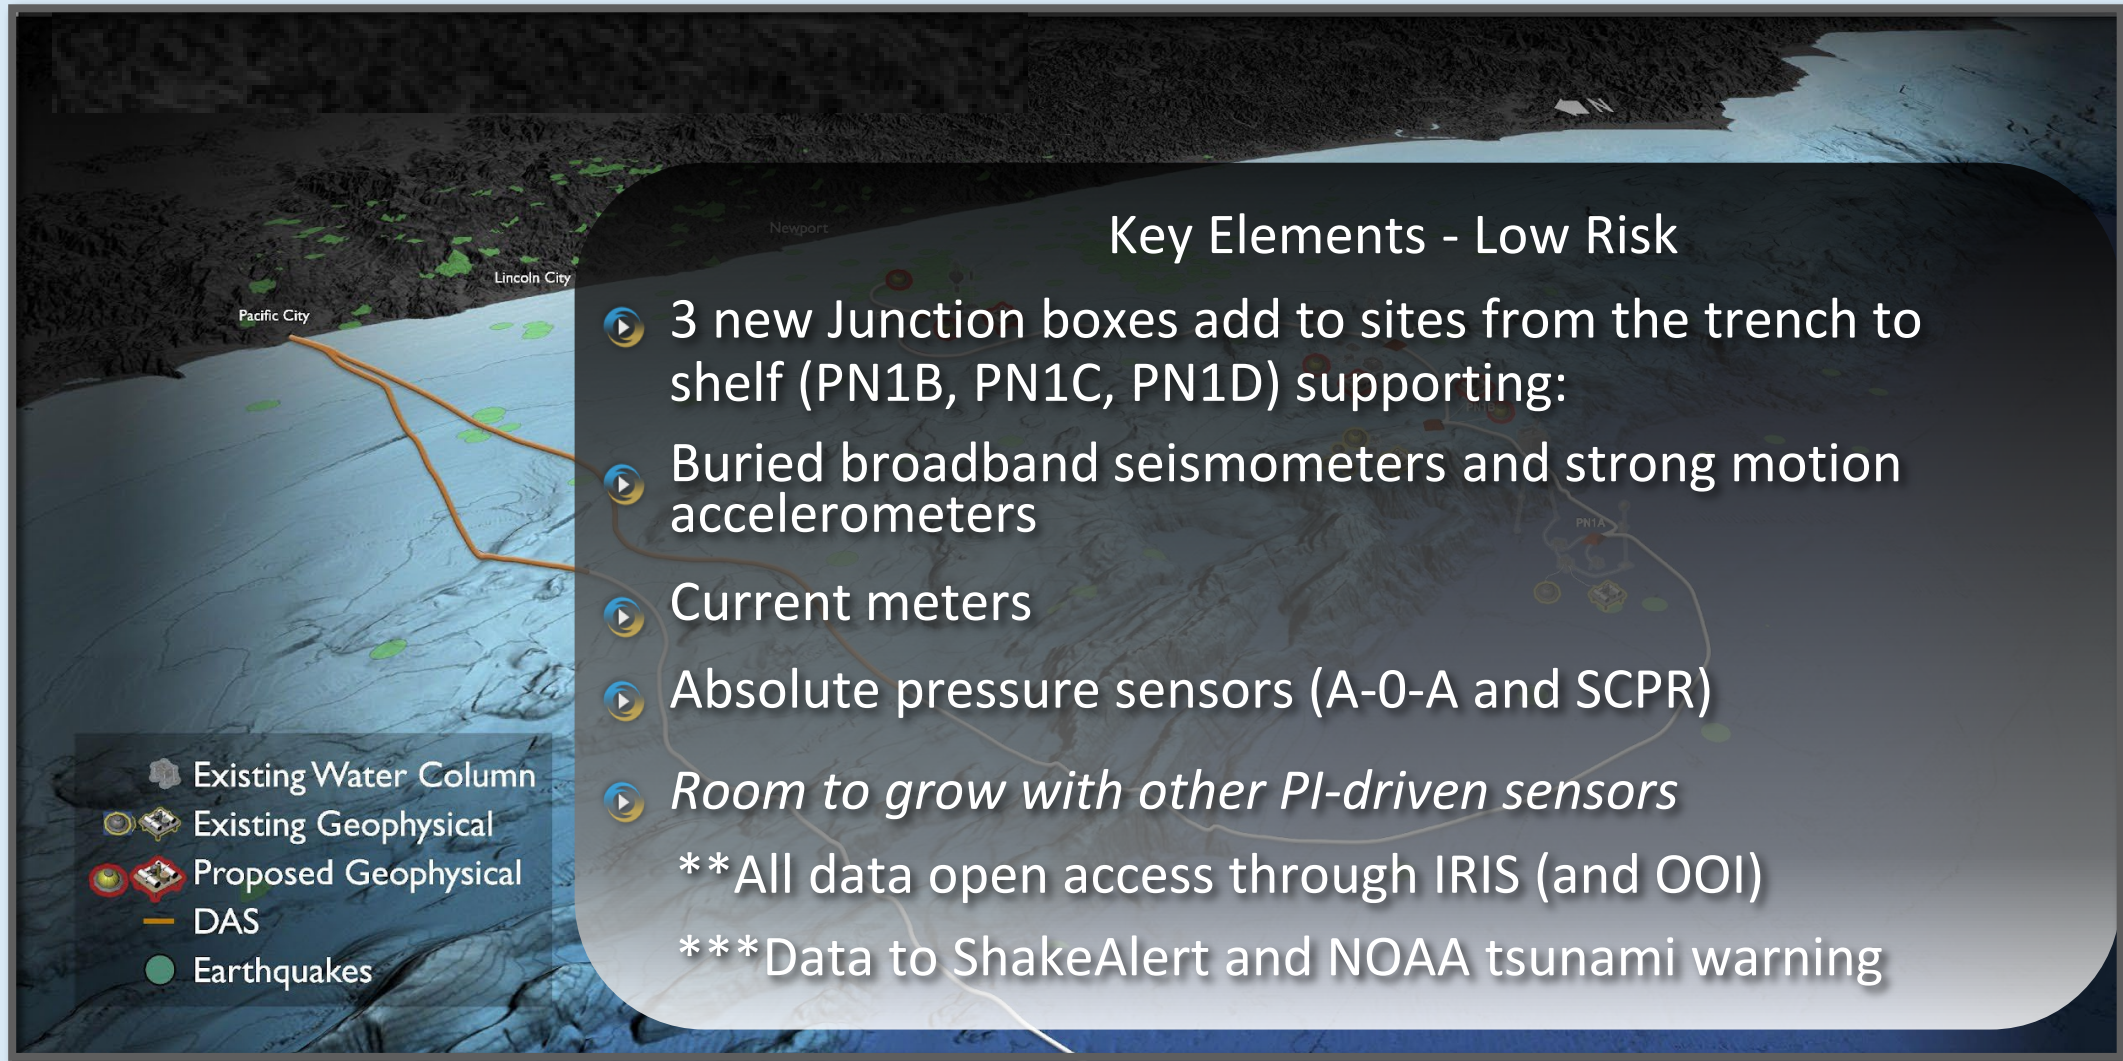 N
Newport
Lincoln City
Pacific City
Key Elements - Low Risk
3 new Junction boxes add to sites from the trench to
shelf (PN1B, PN1C, PN1D) supporting:
PN1B
Buried broadband seismometers and strong motion
accelerometers
PN1A
Current meters
Absolute pressure sensors (A-0-A and SCPR)
Room to grow with other PI-driven sensors
**All data open access through IRIS (and OOI)
***Data to ShakeAlert and NOAA tsunami warning
Existing Water Column
Existing Geophysical
Proposed Geophysical
DAS
Earthquakes